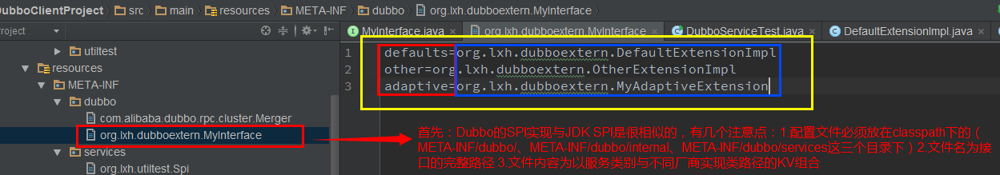 DubboClientProject src main resources META-INF dubbo org.lxh.dubboextern.MyInterface
Project
MyInterface.java org.lxh.dubboextern.MyInterface DubboServiceTest.java DefaultExtensionImpl.java
utiltest
resources
META-INF
dubbo
com.alibaba.dubbo.rpc.cluster.Merger
org.lxh.dubboextern.MyInterface
services
org.lxh.utiltest.Spi
1 defaults=org.lxh.dubboextern.DefaultExtensionImpl
2 other=org.lxh.dubboextern.OtherExtensionImpl
3 adaptive=org.lxh.dubboextern.MyAdaptiveExtension
首先：Dubbo的SPI实现与JDK SPI是很相似的，有几个注意点：1.配置文件必须放在classpath下的（
META-INF/dubbo/、META-INF/dubbo/internal、META-INF/dubbo/services这三个目录下）2.文件名为接
口的完整路径 3.文件内容为以服务类别与不同厂商实现类路径的KV组合